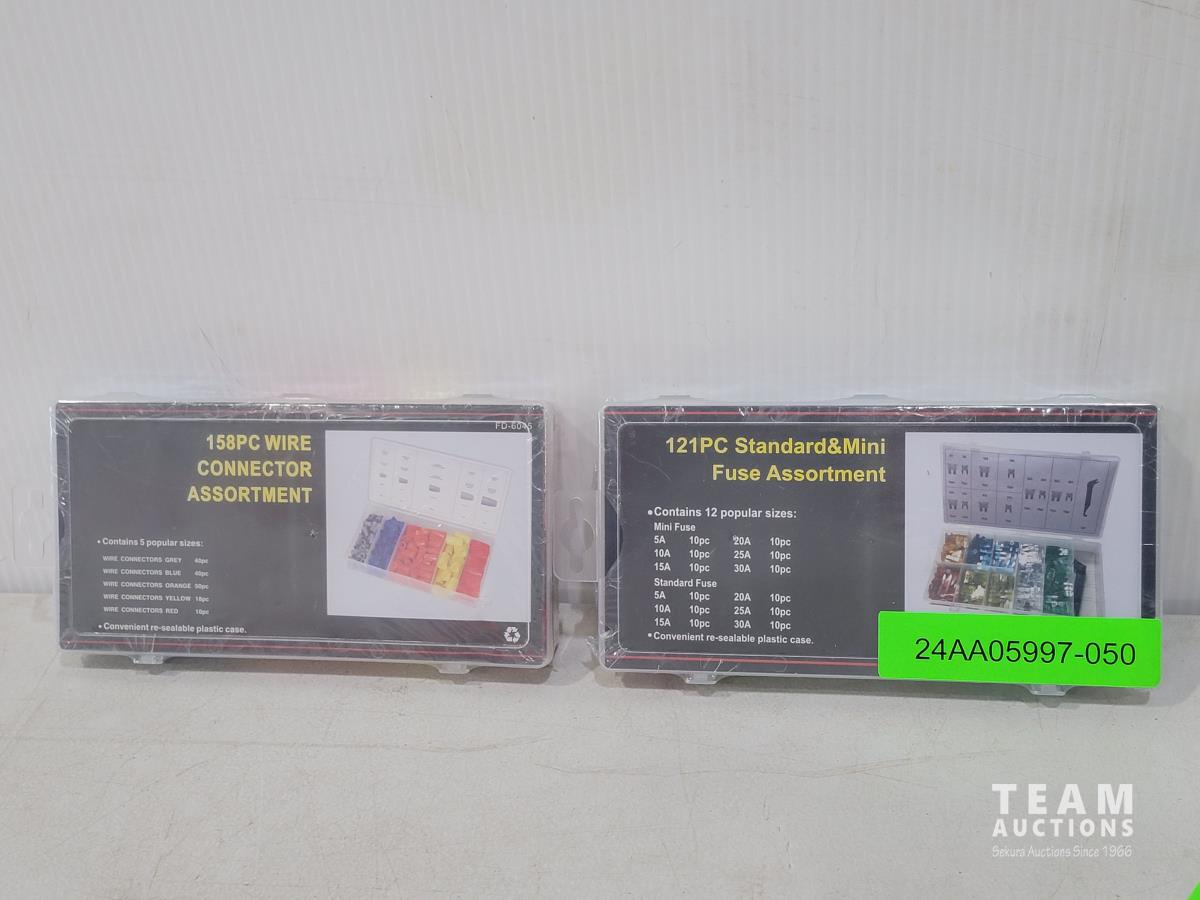 FD-6045
158PC WIRE
CONNECTOR
ASSORTMENT
• Contains 5 popular sizes:
WIRE CONNECTORS GREY 40pc
WIRE CONNECTORS BLUE 40pc
WIRE CONNECTORS ORANGE 50pc
WIRE CONNECTORS YELLOW 18pc
WIRE CONNECTORS RED 10pc
• Convenient re-sealable plastic case.
121PC Standard&Mini
Fuse Assortment
• Contains 12 popular sizes:
Mini Fuse
5A 10pc 20A 10pc
10A 10pc 25A 10pc
15A 10pc 30A 10pc
Standard Fuse
5A 10pc 20A 10pc
10A 10pc 25A 10pc
15A 10pc 30A 10pc
• Convenient re-sealable plastic case.
24AA05997-050
TEAM
AUCTIONS
Sekura Auctions Since 1966